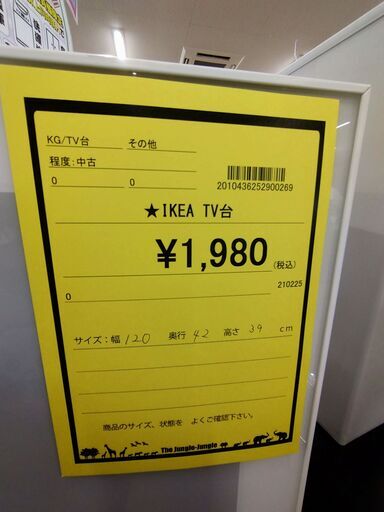 KG/TV台 その他
程度:中古
0 0
2010436252900269
★IKEA TV台
¥1,980 (税込)
0 210225
サイズ:幅 120 奥行 42 高さ 39 cm
商品のサイズ、状態を よくご確認下さい。
The Jungle-Jungle